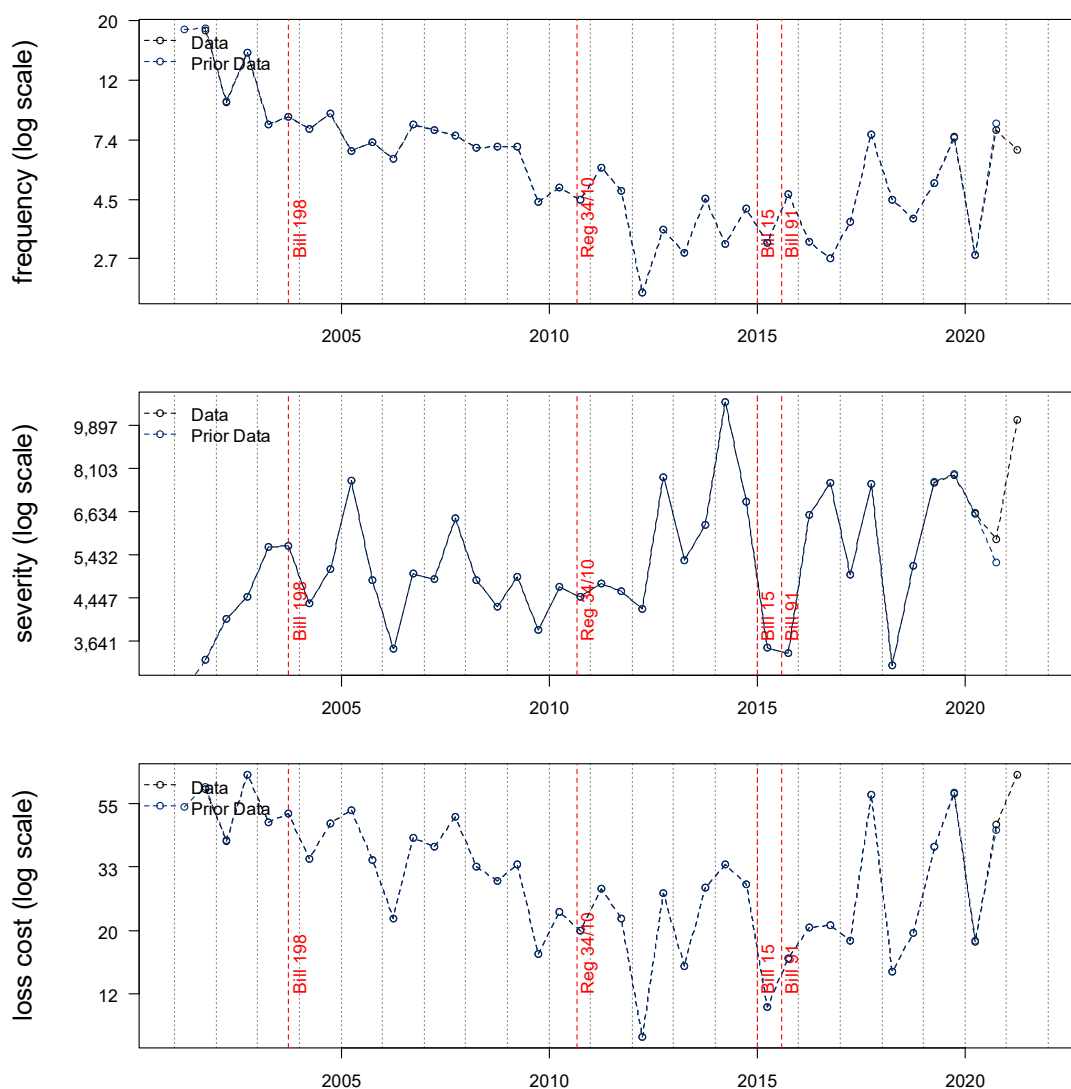 frequency (log scale)
20
12
7.4
4.5
2.7
Data
Prior Data
Bill 198
Reg 34/10
Bill 15
Bill 91
2005
2010
2015
2020
severity (log scale)
9,897
8,103
6,634
5,432
4,447
3,641
Data
Prior Data
Bill 198
Reg 34/10
Bill 15
Bill 91
2005
2010
2015
2020
loss cost (log scale)
55
33
20
12
Data
Prior Data
Bill 198
Reg 34/10
Bill 15
Bill 91
2005
2010
2015
2020